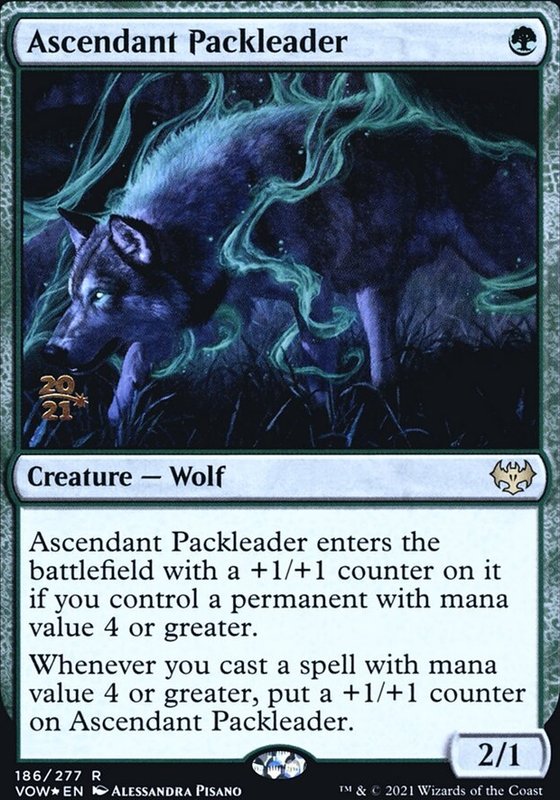 Ascendant Packleader
20
21
Creature — Wolf
Ascendant Packleader enters the
battlefield with a +1/+1 counter on it
if you control a permanent with mana
value 4 or greater.
Whenever you cast a spell with mana
value 4 or greater, put a +1/+1 counter
on Ascendant Packleader.
2/1
186/277 R
VOW★EN Alessandra Pisano
™ & © 2021 Wizards of the Coast